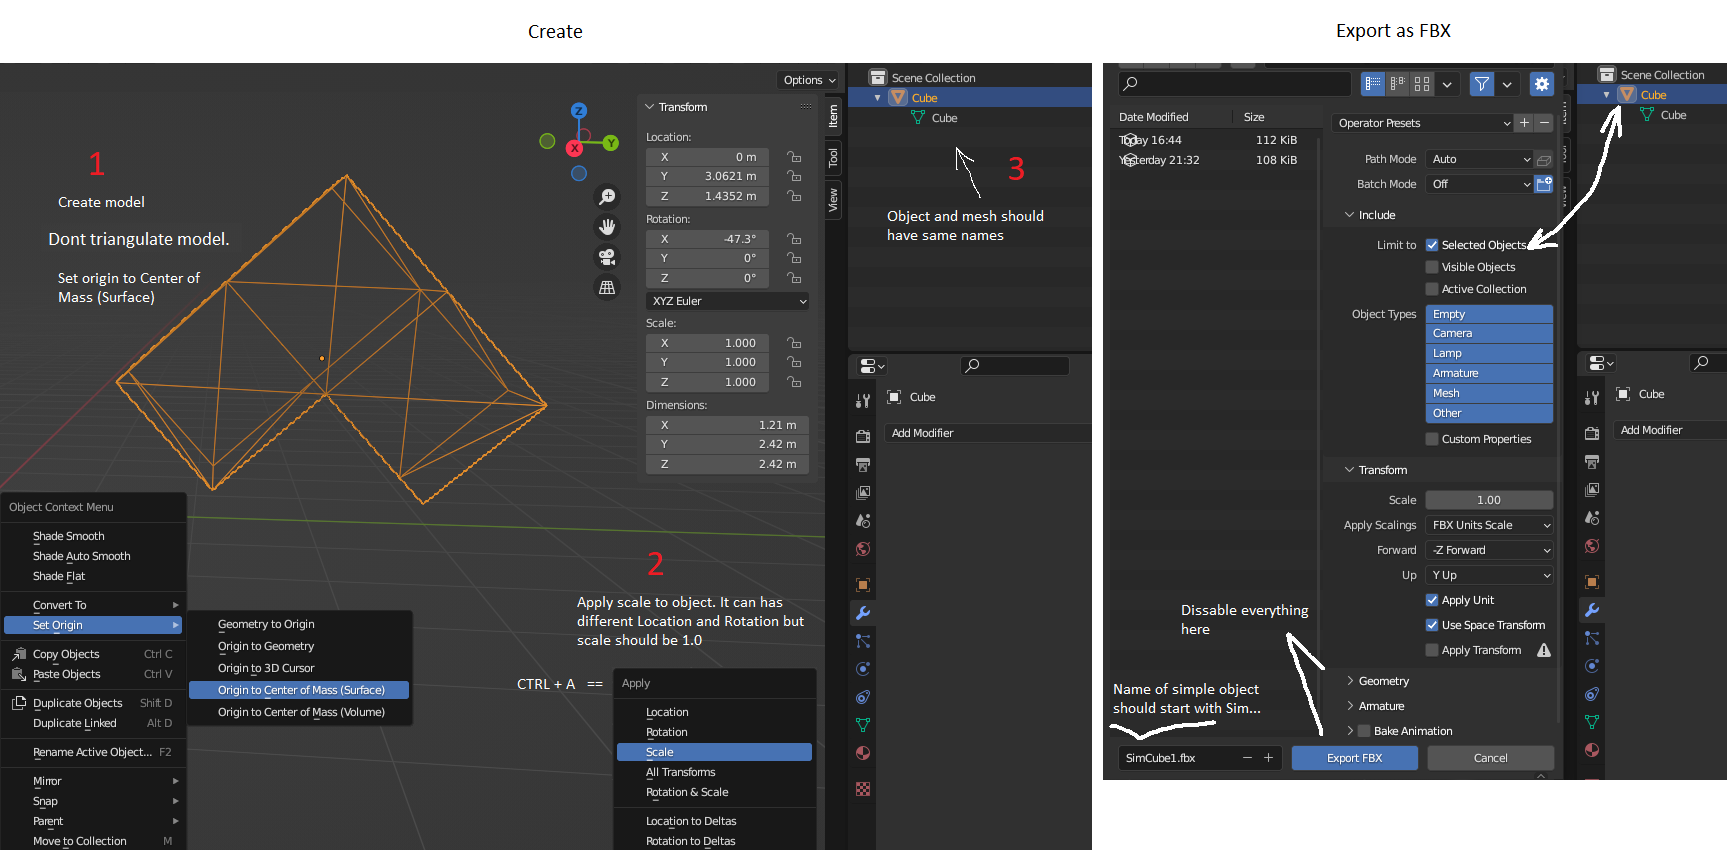 Create
Export as FBX
Options
Transform
Location:
X 0 m
Y 3.0621 m
Z 1.4352 m
Rotation:
X -47.3°
Y 0°
Z 0°
XYZ Euler
Scale:
X 1.000
Y 1.000
Z 1.000
Dimensions:
X 1.21 m
Y 2.42 m
Z 2.42 m
Z
Y
X
Item
Tool
View
1
Create model
Dont triangulate model.
Set origin to Center of
Mass (Surface)
Object Context Menu
Shade Smooth
Shade Auto Smooth
Shade Flat
Convert To
Set Origin
Copy Objects Ctrl C
Paste Objects Ctrl V
Duplicate Objects Shift D
Duplicate Linked Alt D
Rename Active Object... F2
Mirror
Snap
Parent
Move to Collection M
Geometry to Origin
Origin to Geometry
Origin to 3D Cursor
Origin to Center of Mass (Surface)
Origin to Center of Mass (Volume)
2
Apply scale to object. It can has
different Location and Rotation but
scale should be 1.0
CTRL + A ==
Apply
Location
Rotation
Scale
All Transforms
Rotation & Scale
Location to Deltas
Rotation to Deltas
Scene Collection
Cube
Cube
3
Object and mesh should
have same names
Cube
Add Modifier
Date Modified Size
Today 16:44 112 KiB
Yesterday 21:32 108 KiB
Operator Presets
Path Mode Auto
Batch Mode Off
Include
Limit to Selected Objects
Visible Objects
Active Collection
Object Types Empty
Camera
Lamp
Armature
Mesh
Other
Custom Properties
Transform
Scale 1.00
Apply Scalings FBX Units Scale
Forward -Z Forward
Up Y Up
Apply Unit
Use Space Transform
Apply Transform
Geometry
Armature
Bake Animation
Dissable everything
here
Name of simple object
should start with Sim...
SimCube1.fbx
Export FBX
Cancel
Scene Collection
Cube
Cube
Cube
Add Modifier